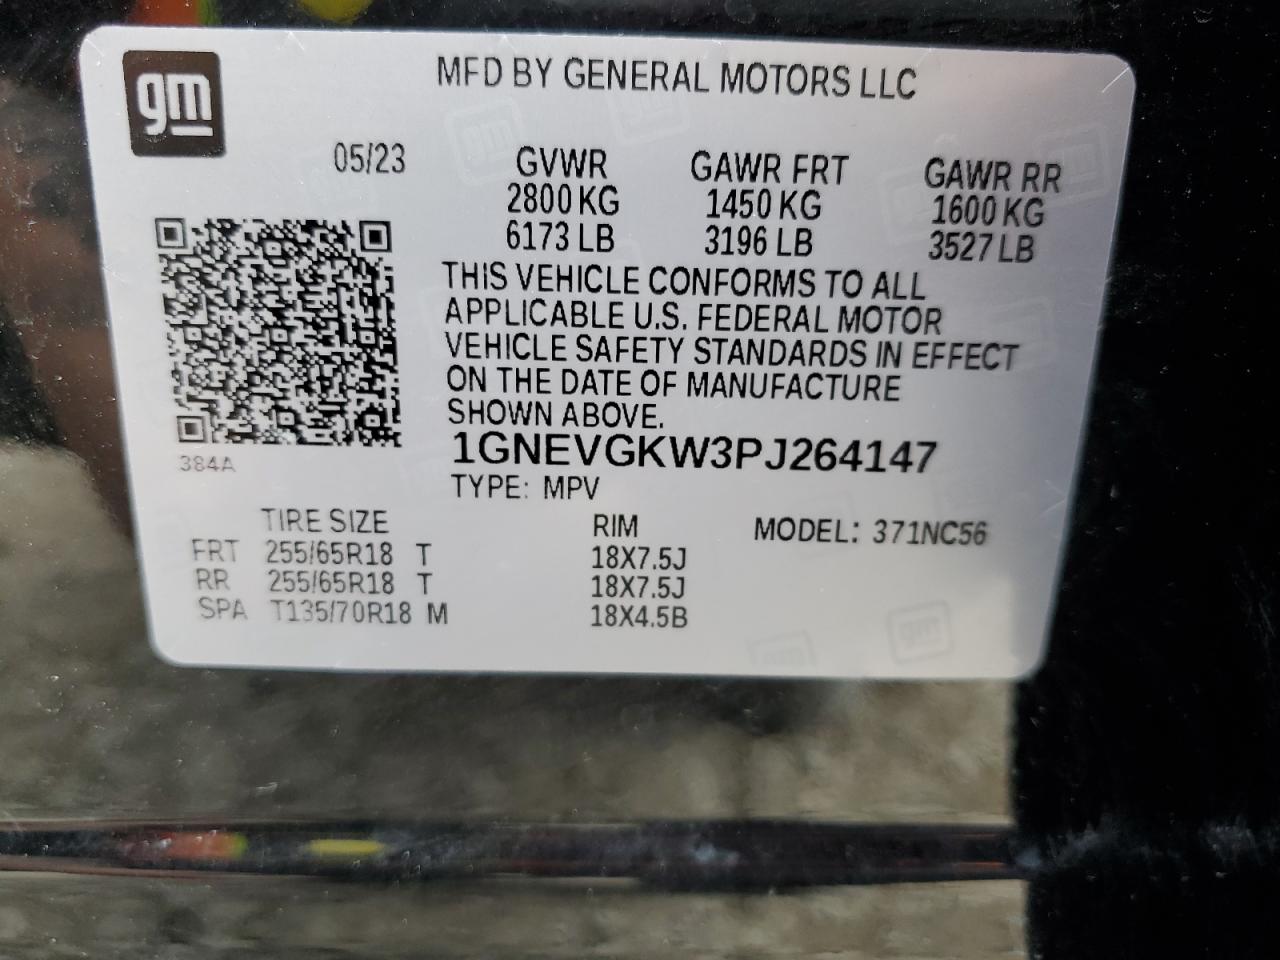 gm
MFD BY GENERAL MOTORS LLC
05/23 GVWR GAWR FRT GAWR RR
2800 KG 1450 KG 1600 KG
6173 LB 3196 LB 3527 LB
THIS VEHICLE CONFORMS TO ALL
APPLICABLE U.S. FEDERAL MOTOR
VEHICLE SAFETY STANDARDS IN EFFECT
ON THE DATE OF MANUFACTURE
SHOWN ABOVE.
1GNEVGKW3PJ264147
384A
TYPE: MPV
TIRE SIZE RIM MODEL: 371NC56
FRT 255/65R18 T 18X7.5J
RR 255/65R18 T 18X7.5J
SPA T135/70R18 M 18X4.5B